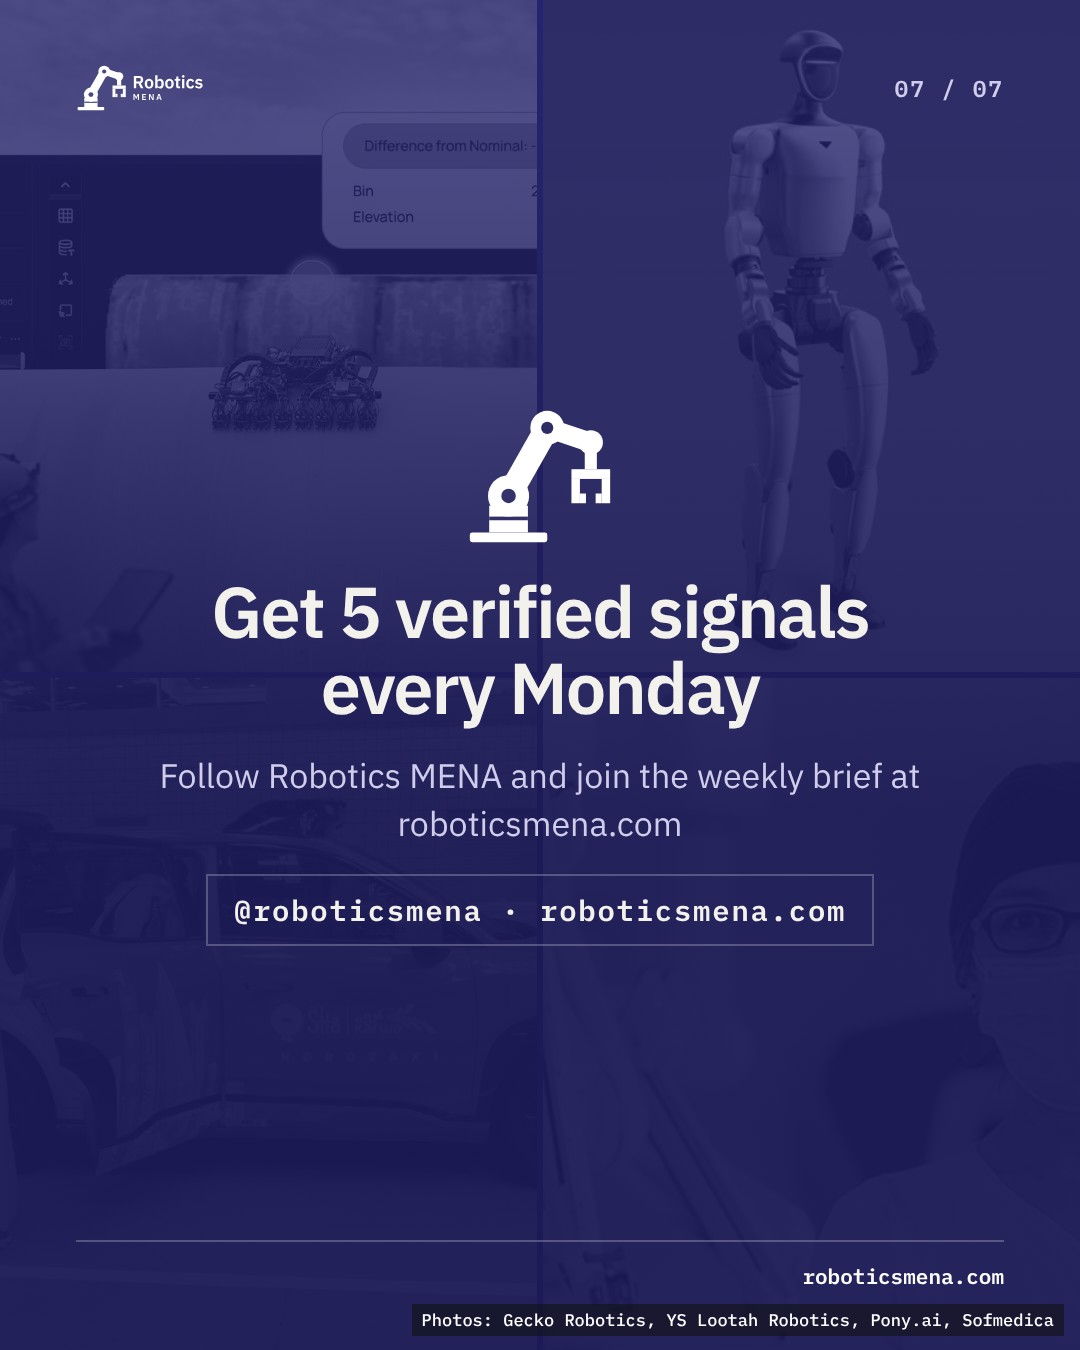 Robotics
MENA
07 / 07
Difference from Nominal: -
Bin
2
Elevation
Get 5 verified signals
every Monday
Follow Robotics MENA and join the weekly brief at
roboticsmena.com
@roboticsmena · roboticsmena.com
roboticsmena.com
Photos: Gecko Robotics, YS Lootah Robotics, Pony.ai, Sofmedica